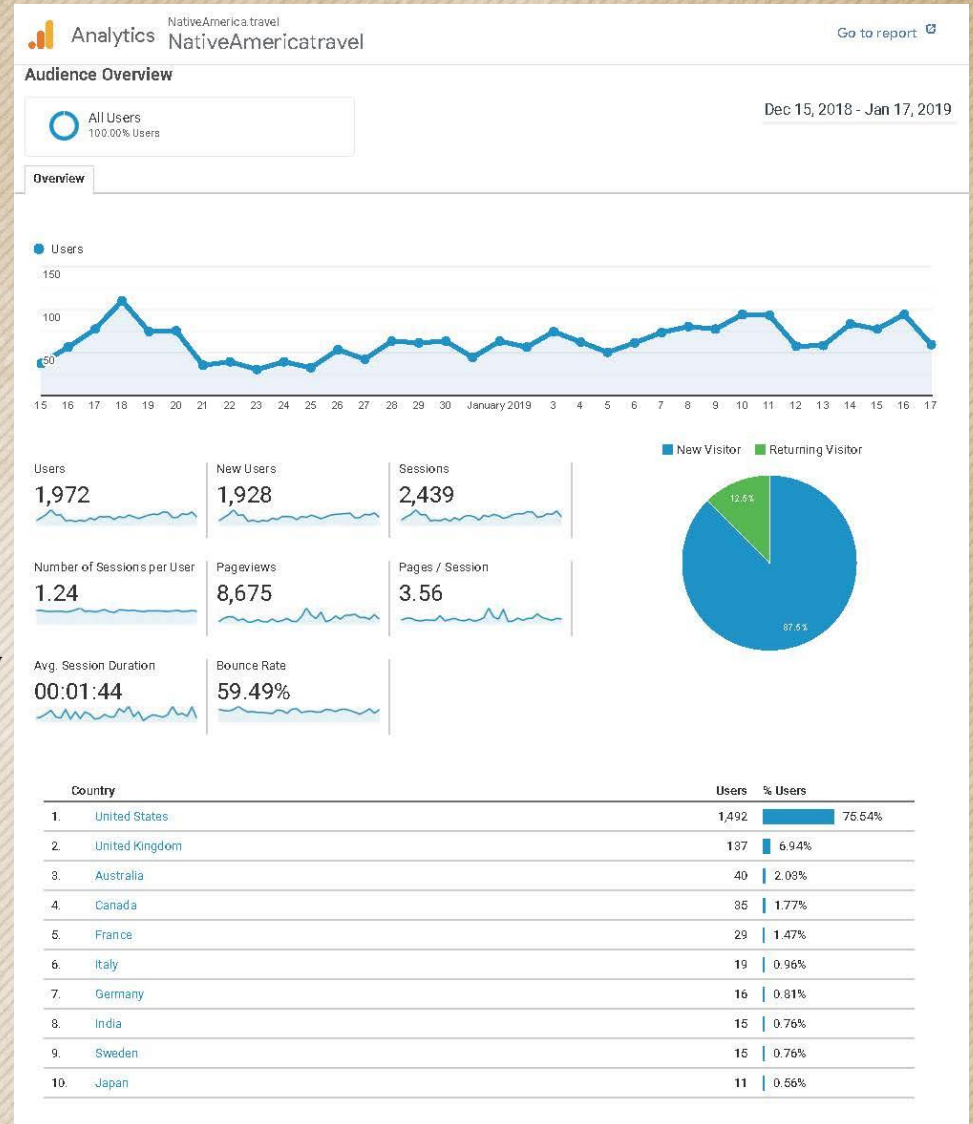 NativeAmerica.travel
Analytics NativeAmericatravel
Go to report
Audience Overview
All Users
100.00% Users
Dec 15, 2018 - Jan 17, 2019
Overview
Users
150
100
50
15 16 17 18 19 20 21 22 23 24 25 26 27 28 29 30 January 2019 3 4 5 6 7 8 9 10 11 12 13 14 15 16 17
New Visitor Returning Visitor
Users New Users Sessions
1,972 1,928 2,439
12.5%
Number of Sessions per User Pageviews Pages / Session
1.24 8,675 3.56
87.5%
Avg. Session Duration Bounce Rate
00:01:44 59.49%
Country Users % Users
1. United States 1,492 75.54%
2. United Kingdom 137 6.94%
3. Australia 40 2.03%
4. Canada 35 1.77%
5. France 29 1.47%
6. Italy 19 0.96%
7. Germany 16 0.81%
8. India 15 0.76%
9. Sweden 15 0.76%
10. Japan 11 0.56%